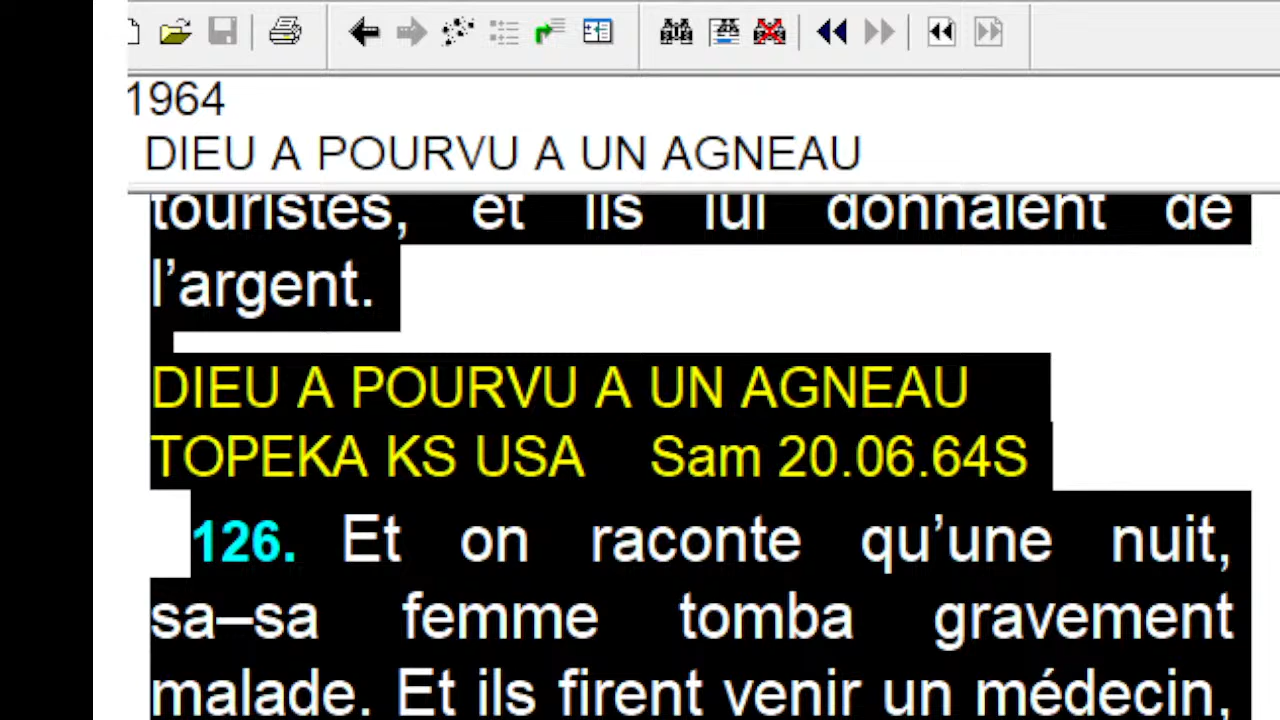 1964
DIEU A POURVU A UN AGNEAU
touristes, et ils lui donnaient de
l’argent.
DIEU A POURVU A UN AGNEAU
TOPEKA KS USA Sam 20.06.64S
126. Et on raconte qu’une nuit,
sa–sa femme tomba gravement
malade. Et ils firent venir un médecin,